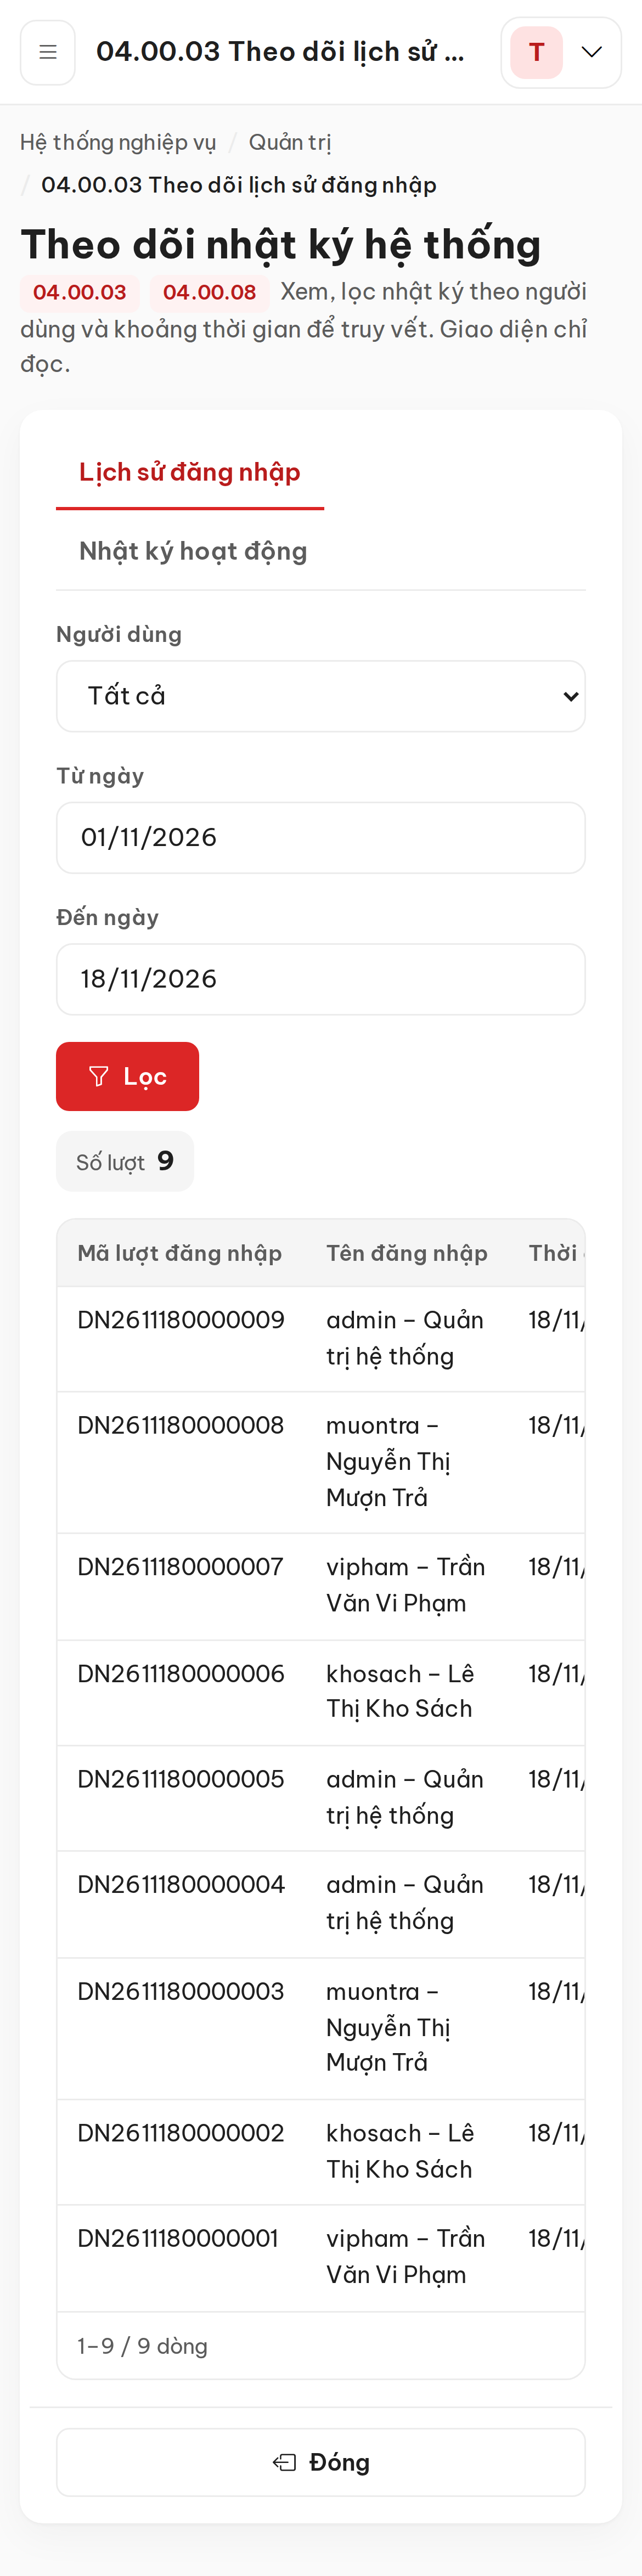 04.00.03 Theo dõi lịch sử ...
T
Hệ thống nghiệp vụ / Quản trị
/ 04.00.03 Theo dõi lịch sử đăng nhập
Theo dõi nhật ký hệ thống
04.00.03 04.00.08 Xem, lọc nhật ký theo người
dùng và khoảng thời gian để truy vết. Giao diện chỉ
đọc.
Lịch sử đăng nhập
Nhật ký hoạt động
Người dùng
Tất cả
Từ ngày
01/11/2026
Đến ngày
18/11/2026
Lọc
Số lượt 9
Mã lượt đăng nhập Tên đăng nhập Thời
DN2611180000009 admin – Quản 18/11/
trị hệ thống
DN2611180000008 muontra – 18/11/
Nguyễn Thị
Mượn Trả
DN2611180000007 vipham – Trần 18/11/
Văn Vi Phạm
DN2611180000006 khosach – Lê 18/11/
Thị Kho Sách
DN2611180000005 admin – Quản 18/11/
trị hệ thống
DN2611180000004 admin – Quản 18/11/
trị hệ thống
DN2611180000003 muontra – 18/11/
Nguyễn Thị
Mượn Trả
DN2611180000002 khosach – Lê 18/11/
Thị Kho Sách
DN2611180000001 vipham – Trần 18/11/
Văn Vi Phạm
1–9 / 9 dòng
Đóng